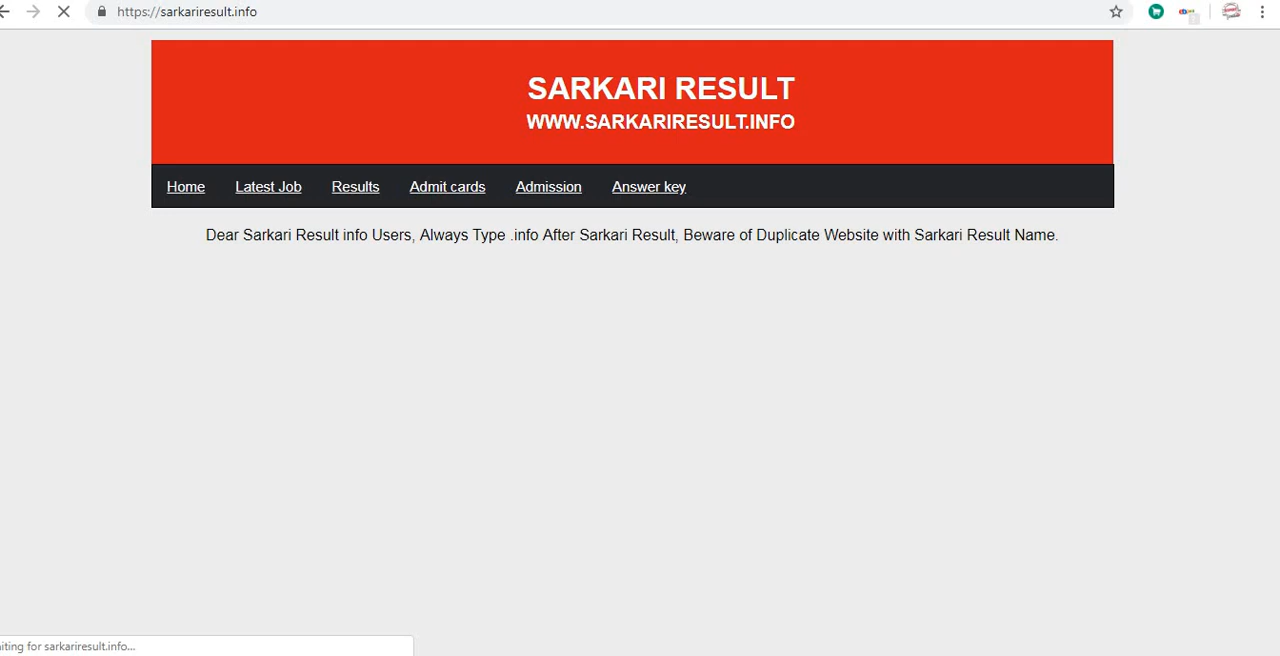 https://sarkariresult.info
SARKARI RESULT
WWW.SARKARIRESULT.INFO
Home Latest Job Results Admit cards Admission Answer key
Dear Sarkari Result info Users, Always Type .info After Sarkari Result, Beware of Duplicate Website with Sarkari Result Name.
iting for sarkariresult.info...